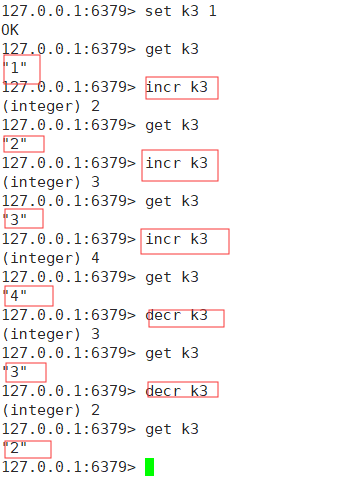 127.0.0.1:6379> set k3 1
OK
127.0.0.1:6379> get k3
"1"
127.0.0.1:6379> incr k3
(integer) 2
127.0.0.1:6379> get k3
"2"
127.0.0.1:6379> incr k3
(integer) 3
127.0.0.1:6379> get k3
"3"
127.0.0.1:6379> incr k3
(integer) 4
127.0.0.1:6379> get k3
"4"
127.0.0.1:6379> decr k3
(integer) 3
127.0.0.1:6379> get k3
"3"
127.0.0.1:6379> decr k3
(integer) 2
127.0.0.1:6379> get k3
"2"
127.0.0.1:6379>